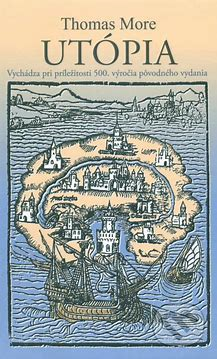 Thomas More
UTÓPIA
Vychádza pri príležitosti 500. výročia pôvodného vydania